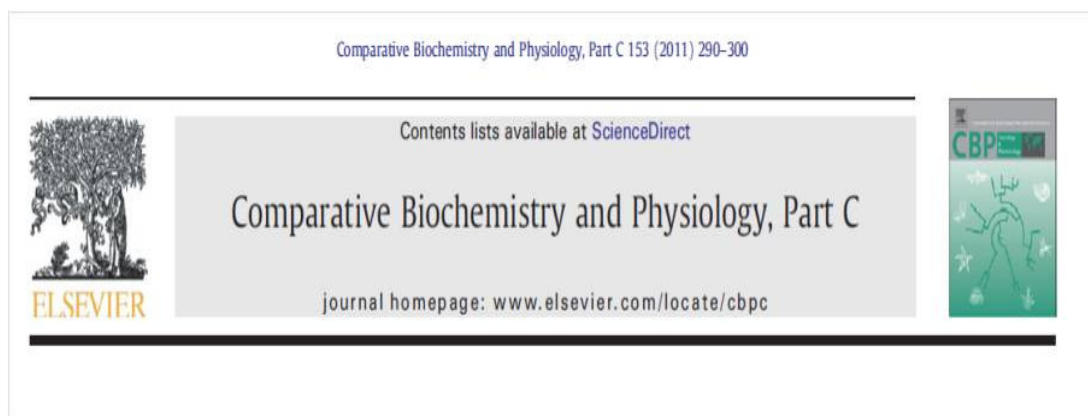 Comparative Biochemistry and Physiology, Part C 153 (2011) 290–300
Contents lists available at ScienceDirect
Comparative Biochemistry and Physiology, Part C
journal homepage: www.elsevier.com/locate/cbpc
ELSEVIER
CBP